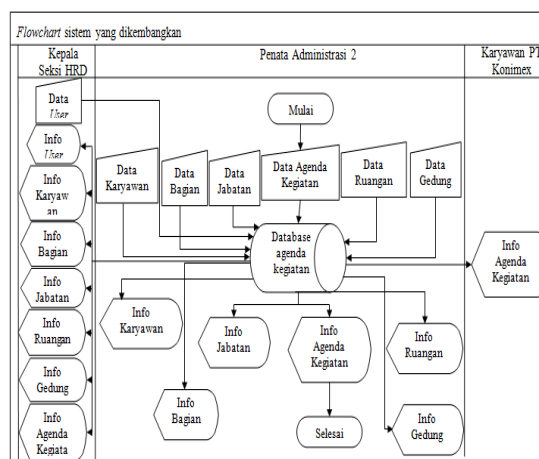 Flowchart sistem yang dikembangkan
Kepala
Seksi HRD
Penata Administrasi 2
Karyawan PT
Konimex
Data
User
Info
User
Info
Karyaw
an
Info
Bagian
Info
Jabatan
Info
Ruangan
Info
Gedung
Info
Agenda
Kegiata
Mulai
Data
Karyawan
Data
Bagian
Data
Jabatan
Data Agenda
Kegiatan
Data
Ruangan
Data
Gedung
Database
agenda
kegiatan
Info
Karyawan
Info
Jabatan
Info
Agenda
Kegiatan
Info
Ruangan
Info
Bagian
Selesai
Info
Gedung
Info
Agenda
Kegiatan